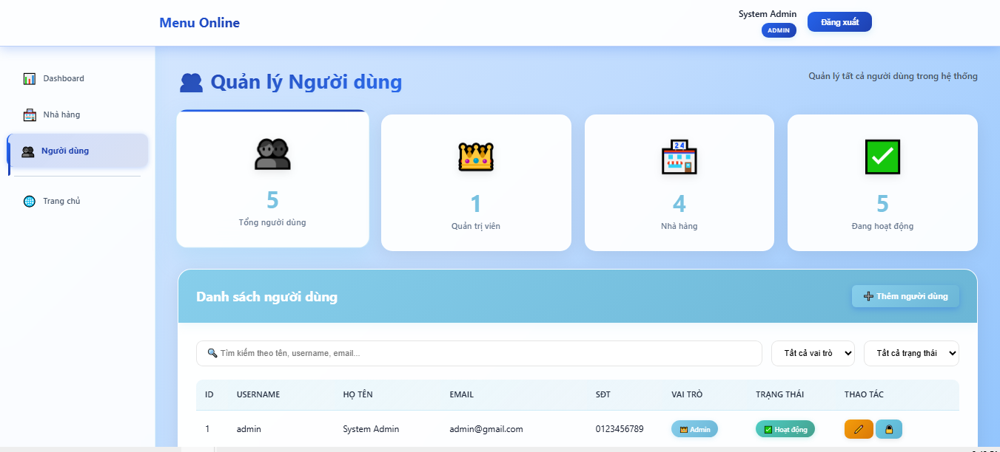 Menu Online
System Admin
ADMIN
Đăng xuất
Dashboard
Nhà hàng
Người dùng
Trang chủ
Quản lý Người dùng
Quản lý tất cả người dùng trong hệ thống
5
Tổng người dùng
1
Quản trị viên
24
4
Nhà hàng
5
Đang hoạt động
Danh sách người dùng
Thêm người dùng
Tìm kiếm theo tên, username, email...
Tất cả vai trò
Tất cả trạng thái
ID USERNAME HỌ TÊN EMAIL SĐT VAI TRÒ TRẠNG THÁI THAO TÁC
1 admin System Admin admin@gmail.com 0123456789 Admin Hoạt động